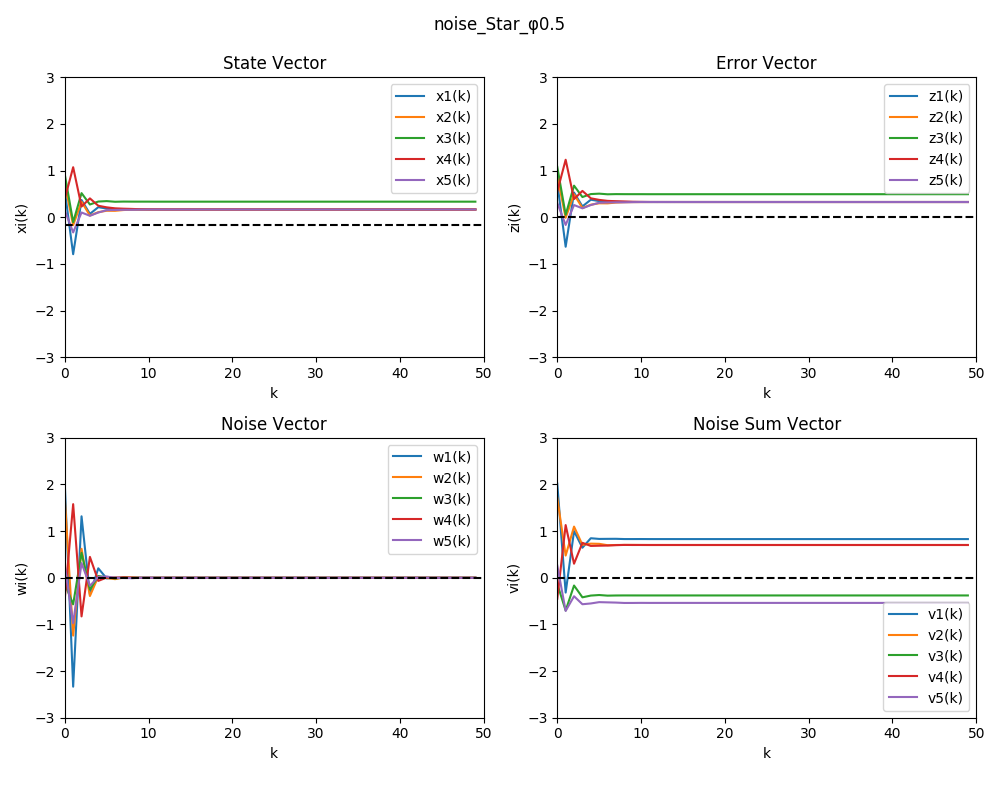 noise_Star_φ0.5
State Vector
3
2
1
0
−1
−2
−3
xi(k)
x1(k)
x2(k)
x3(k)
x4(k)
x5(k)
0 10 20 30 40 50
k
Error Vector
3
2
1
0
−1
−2
−3
zi(k)
z1(k)
z2(k)
z3(k)
z4(k)
z5(k)
0 10 20 30 40 50
k
Noise Vector
3
2
1
0
−1
−2
−3
wi(k)
w1(k)
w2(k)
w3(k)
w4(k)
w5(k)
0 10 20 30 40 50
k
Noise Sum Vector
3
2
1
0
−1
−2
−3
vi(k)
v1(k)
v2(k)
v3(k)
v4(k)
v5(k)
0 10 20 30 40 50
k